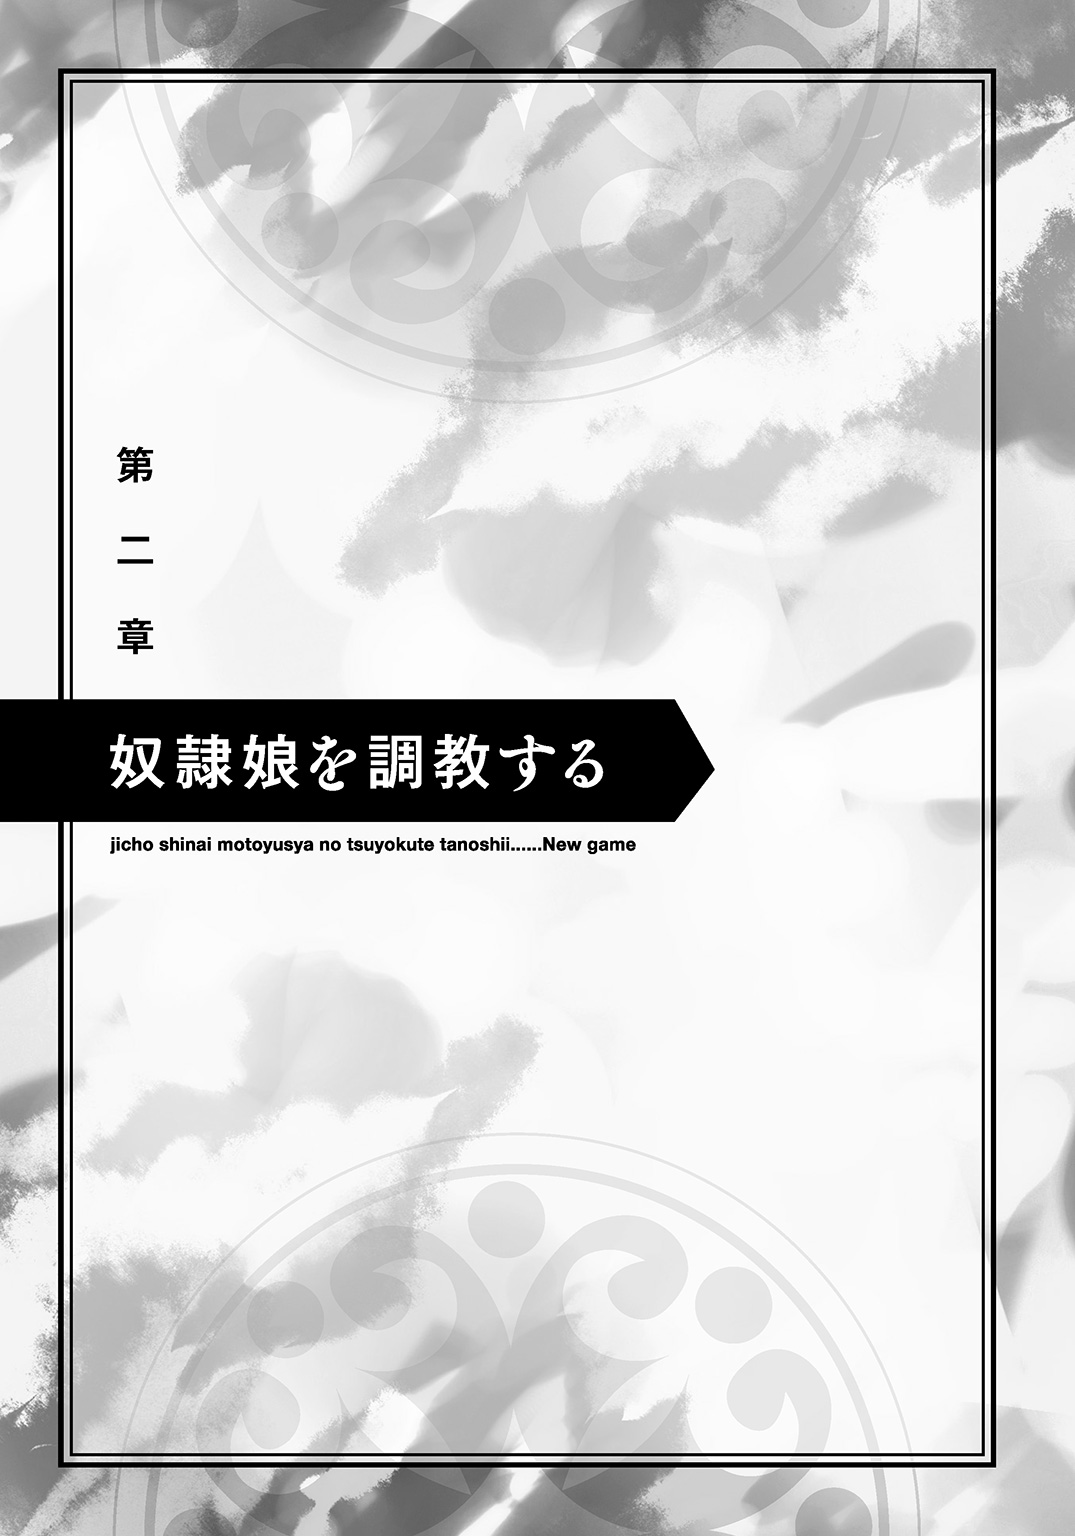 第二章
奴隷娘を調教する
jicho shinai motoyusya no tsuyokute tanoshii......New game